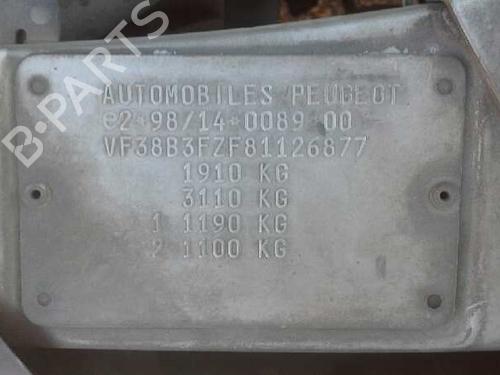 B-PARTS
AUTOMOBILES PEUGEOT
e2*98/14*0089*00
VF38B3FZF81126877
1910 KG
3110 KG
1 1190 KG
2 1100 KG